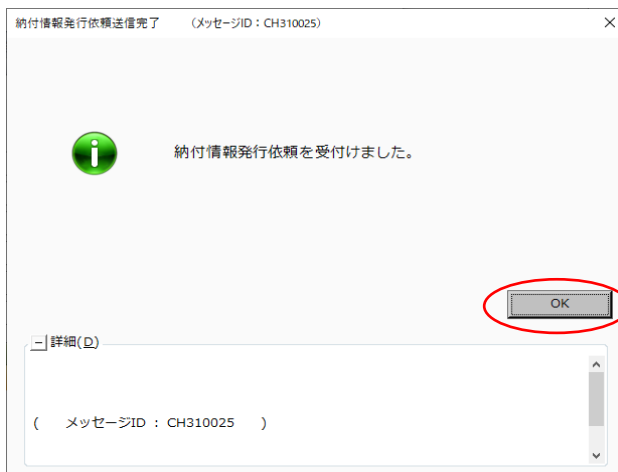 納付情報発行依頼送信完了 (メッセージID:CH310025)
納付情報発行依頼を受付けました。
OK
詳細(D)
( メッセージID : CH310025 )